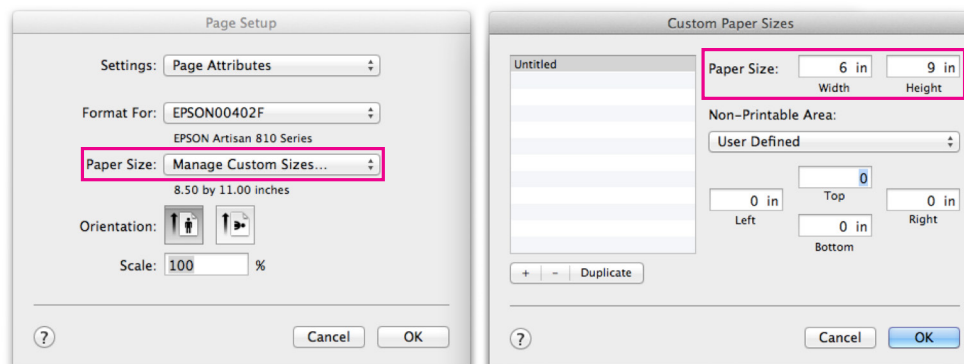 Page Setup
Settings: Page Attributes
Format For: EPSON00402F
EPSON Artisan 810 Series
Paper Size: Manage Custom Sizes...
8.50 by 11.00 inches
Orientation:
Scale: 100 %
? Cancel OK
Custom Paper Sizes
Untitled
+ – Duplicate
Paper Size: 6 in 9 in
Width Height
Non-Printable Area:
User Defined
0
Top
0 in 0 in
Left Right
0 in
Bottom
? Cancel OK